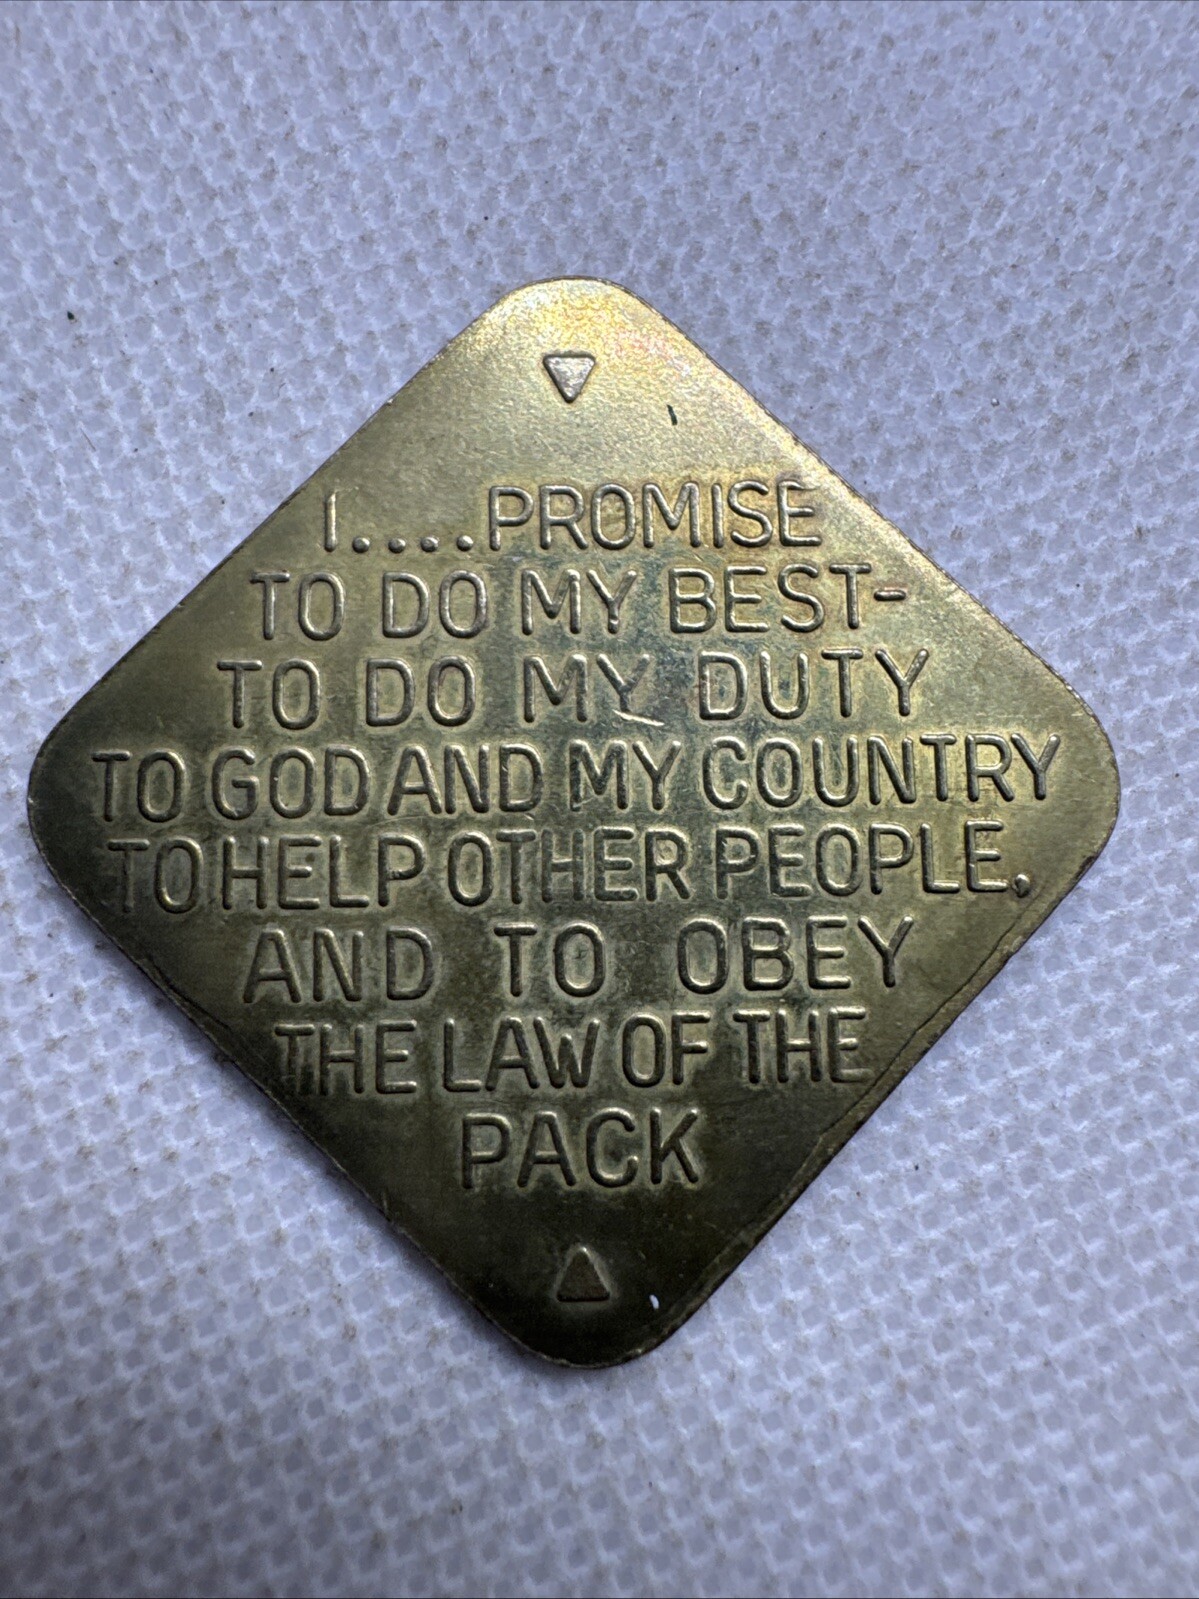 I....PROMISE
TO DO MY BEST-
TO DO MY DUTY
TO GOD AND MY COUNTRY
TO HELP OTHER PEOPLE.
AND TO OBEY
THE LAW OF THE
PACK